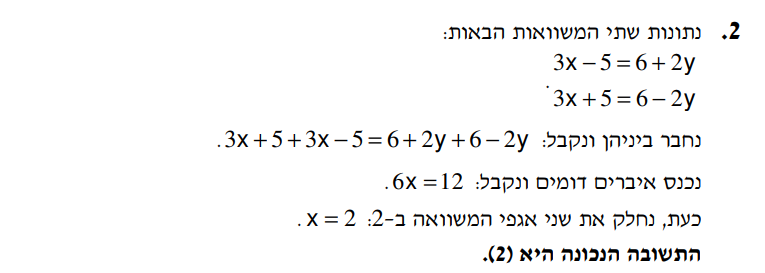 2. נתונות שתי המשוואות הבאות:
3x − 5 = 6 + 2y
3x + 5 = 6 − 2y
נחבר ביניהן ונקבל: 3x + 5 + 3x − 5 = 6 + 2y + 6 − 2y.
נכנס איברים דומים ונקבל: 6x = 12.
כעת, נחלק את שני אגפי המשוואה ב-2: x = 2.
התשובה הנכונה היא (2).